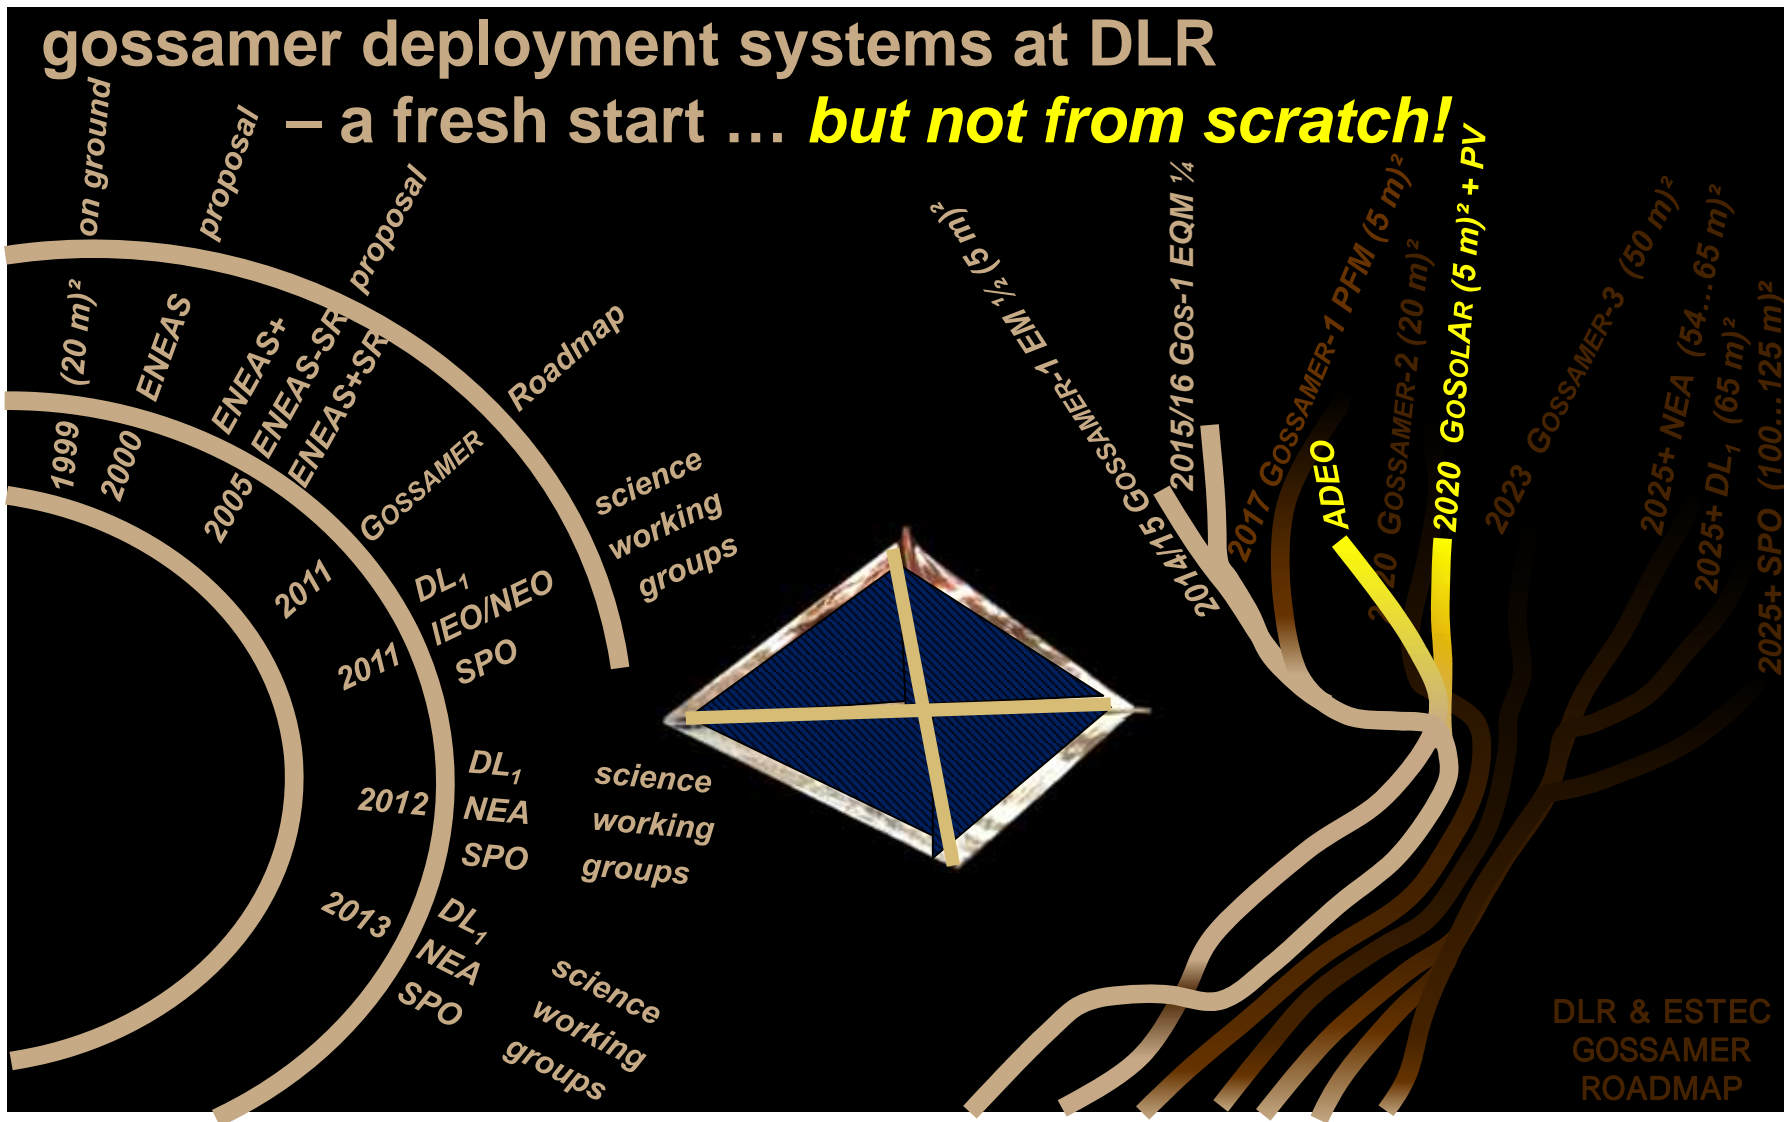 gossamer deployment systems at DLR
– a fresh start … but not from scratch!
on ground
proposal
proposal
Roadmap
science
working
groups
(20 m)²
ENEAS
ENEAS+
ENEAS-SR
ENEAS+SR
GOSSAMER
DL₁
IEO/NEO
SPO
1999
2000
2005
2011
2011
2012
DL₁
NEA
SPO
science
working
groups
2013
DL₁
NEA
SPO
science
working
groups
2014/15 GOSSAMER-1 EM ½ (5 m)²
2015/16 GOS-1 EQM ¼
2017 GOSSAMER-1 PFM (5 m)²
ADEO
2020 GOSSAMER-2 (20 m)²
2020 GOSOLAR (5 m)² + PV
2023 GOSSAMER-3 (50 m)²
2025+ NEA (54…65 m)²
2025+ DL₁ (65 m)²
2025+ SPO (100…125 m)²
DLR & ESTEC
GOSSAMER
ROADMAP